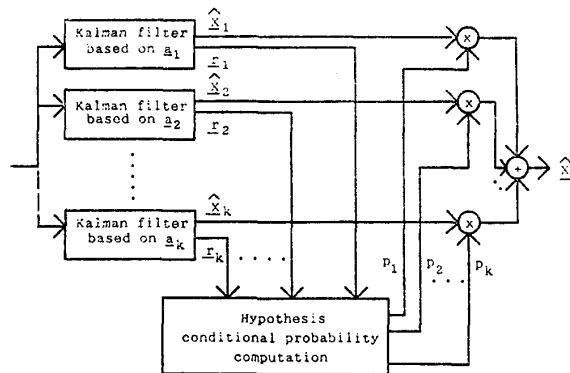 Kalman filter
based on a₁
x̂₁
r₁
x
Kalman filter
based on a₂
x̂₂
r₂
x
+
x̂
Kalman filter
based on aₖ
x̂ₖ
rₖ
x
p₁
p₂
pₖ
Hypothesis
conditional probability
computation